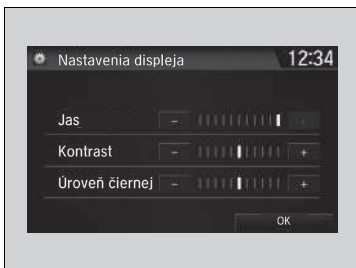 Nastavenia displeja 12:34
Jas - +
Kontrast - +
Úroveň čiernej - +
OK